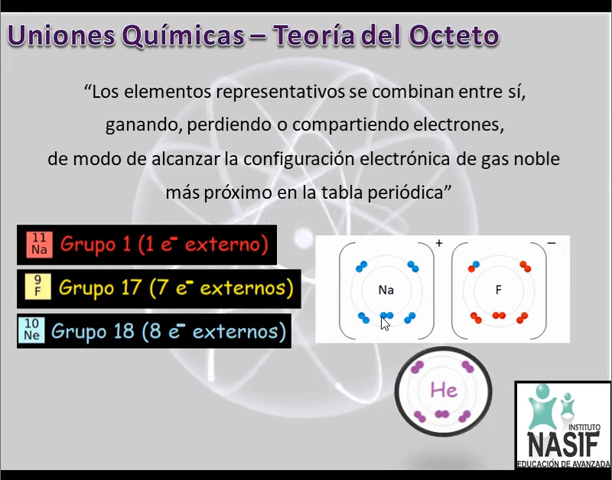 Uniones Químicas – Teoría del Octeto
“Los elementos representativos se combinan entre sí,
ganando, perdiendo o compartiendo electrones,
de modo de alcanzar la configuración electrónica de gas noble
más próximo en la tabla periódica”
11
Na
Grupo 1 (1 e⁻ externo)
9
F
Grupo 17 (7 e⁻ externos)
10
Ne
Grupo 18 (8 e⁻ externos)
Na
+
F
−
He
INSTITUTO
NASIF
EDUCACIÓN DE AVANZADA